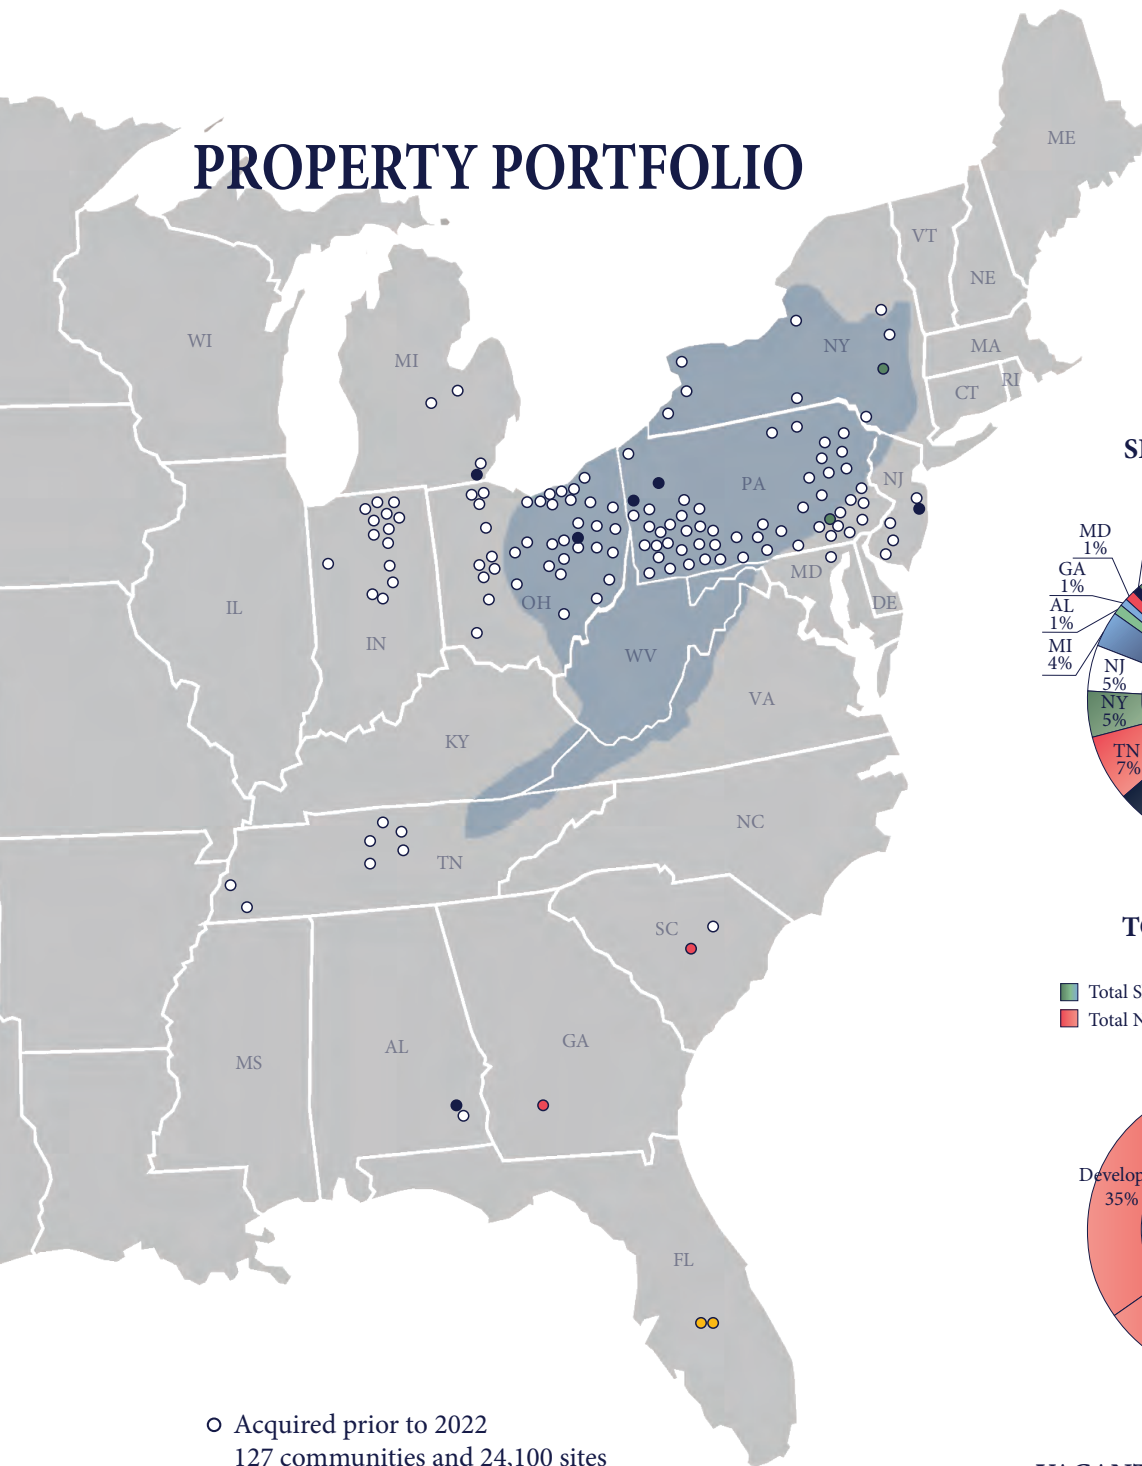 PROPERTY PORTFOLIO
ME
VT
NE
WI
NY
MA
MI
RI
CT
PA
NJ
MD
1%
GA
1%
MD
AL
1%
OH
DE
IL
IN
WV
MI
4%
NJ
5%
VA
NY
5%
KY
TN
7%
NC
TN
SC
Total S
Total N
GA
AL
MS
Develop
35%
FL
Acquired prior to 2022
127 communities and 24,100 sites